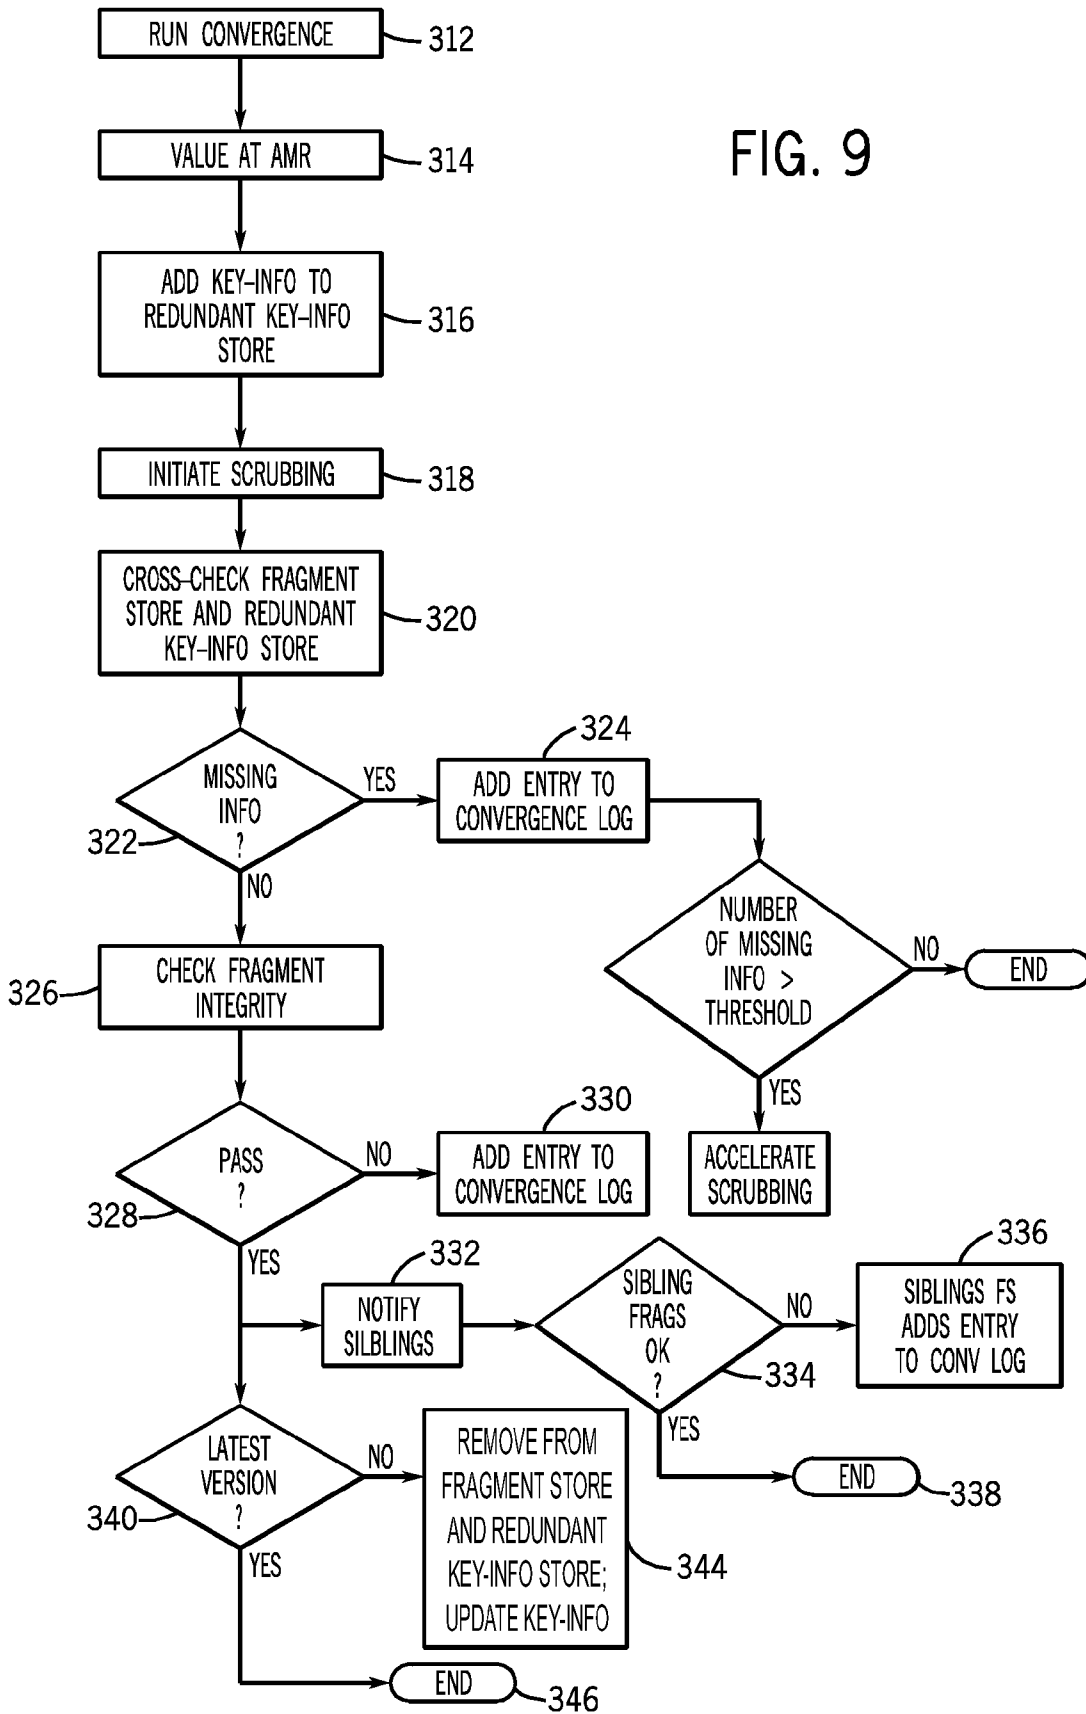 RUN CONVERGENCE
312
FIG. 9
VALUE AT AMR
314
ADD KEY-INFO TO
REDUNDANT KEY-INFO
STORE
316
INITIATE SCRUBBING
318
CROSS-CHECK FRAGMENT
STORE AND REDUNDANT
KEY-INFO STORE
320
MISSING
INFO
?
322
YES
NO
324
ADD ENTRY TO
CONVERGENCE LOG
NUMBER
OF MISSING
INFO >
THRESHOLD
NO
END
YES
ACCELERATE
SCRUBBING
326
CHECK FRAGMENT
INTEGRITY
PASS
?
328
NO
YES
330
ADD ENTRY TO
CONVERGENCE LOG
332
NOTIFY
SILBLINGS
SIBLING
FRAGS
OK
?
334
NO
YES
336
SIBLINGS FS
ADDS ENTRY
TO CONV LOG
END
338
LATEST
VERSION
?
340
NO
YES
REMOVE FROM
FRAGMENT STORE
AND REDUNDANT
KEY-INFO STORE;
UPDATE KEY-INFO
344
END
346